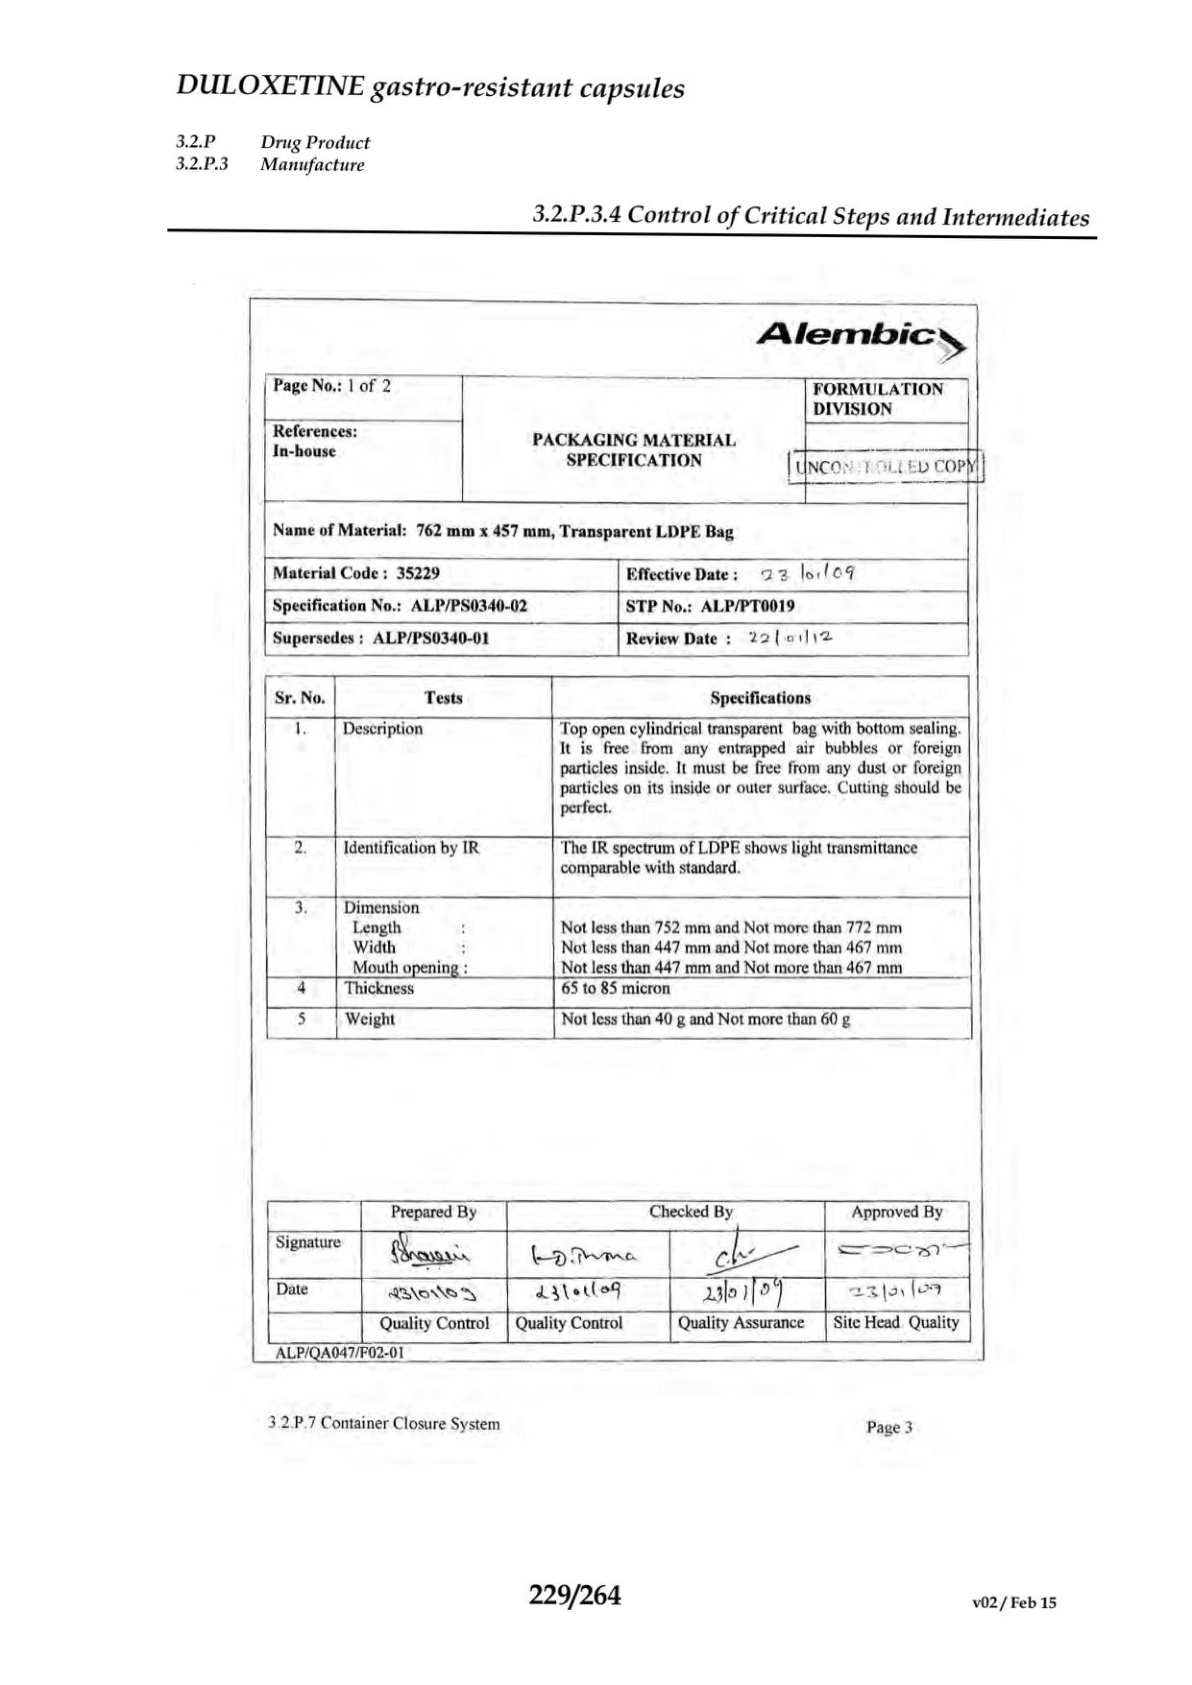 DULOXETINE gastro-resistant capsules
3.2.P Drug Product
3.2.P.3 Manufacture
3.2.P.3.4 Control of Critical Steps and Intermediates
Alembic
Page No.: 1 of 2
References:
In-house
PACKAGING MATERIAL
SPECIFICATION
FORMULATION
DIVISION
UNCONTROLLED COPY
Name of Material: 762 mm x 457 mm, Transparent LDPE Bag
Material Code : 35229 Effective Date : 23/01/09
Specification No.: ALP/PS0340-02 STP No.: ALP/PT0019
Supersedes : ALP/PS0340-01 Review Date : 22/01/12
Sr. No. Tests Specifications
1. Description Top open cylindrical transparent bag with bottom sealing.
It is free from any entrapped air bubbles or foreign
particles inside. It must be free from any dust or foreign
particles on its inside or outer surface. Cutting should be
perfect.
2. Identification by IR The IR spectrum of LDPE shows light transmittance
comparable with standard.
3. Dimension
Length : Not less than 752 mm and Not more than 772 mm
Width : Not less than 447 mm and Not more than 467 mm
Mouth opening : Not less than 447 mm and Not more than 467 mm
4 Thickness 65 to 85 micron
5 Weight Not less than 40 g and Not more than 60 g
Prepared By Checked By Approved By
Signature
Date 23/01/09 23/01/09 23/01/09 23/01/09
Quality Control Quality Control Quality Assurance Site Head Quality
ALP/QA047/F02-01
3.2.P.7 Container Closure System Page 3
229/264
v02 / Feb 15